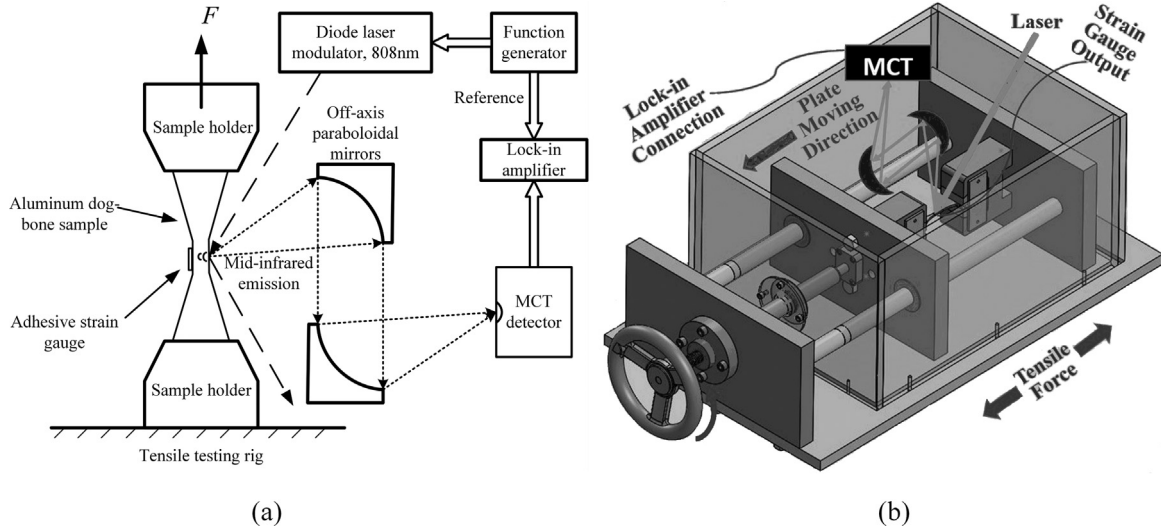 F
Diode laser
modulator, 808nm
Function
generator
Reference
Sample holder
Off-axis
paraboloidal
mirrors
Lock-in
amplifier
Aluminum dog-
bone sample
Mid-infrared
emission
MCT
detector
Adhesive strain
gauge
Sample holder
Tensile testing rig
(a)
Laser
Strain
Gauge
Output
MCT
Lock-in
Amplifier
Connection
Plate
Moving
Direction
Tensile
Force
(b)